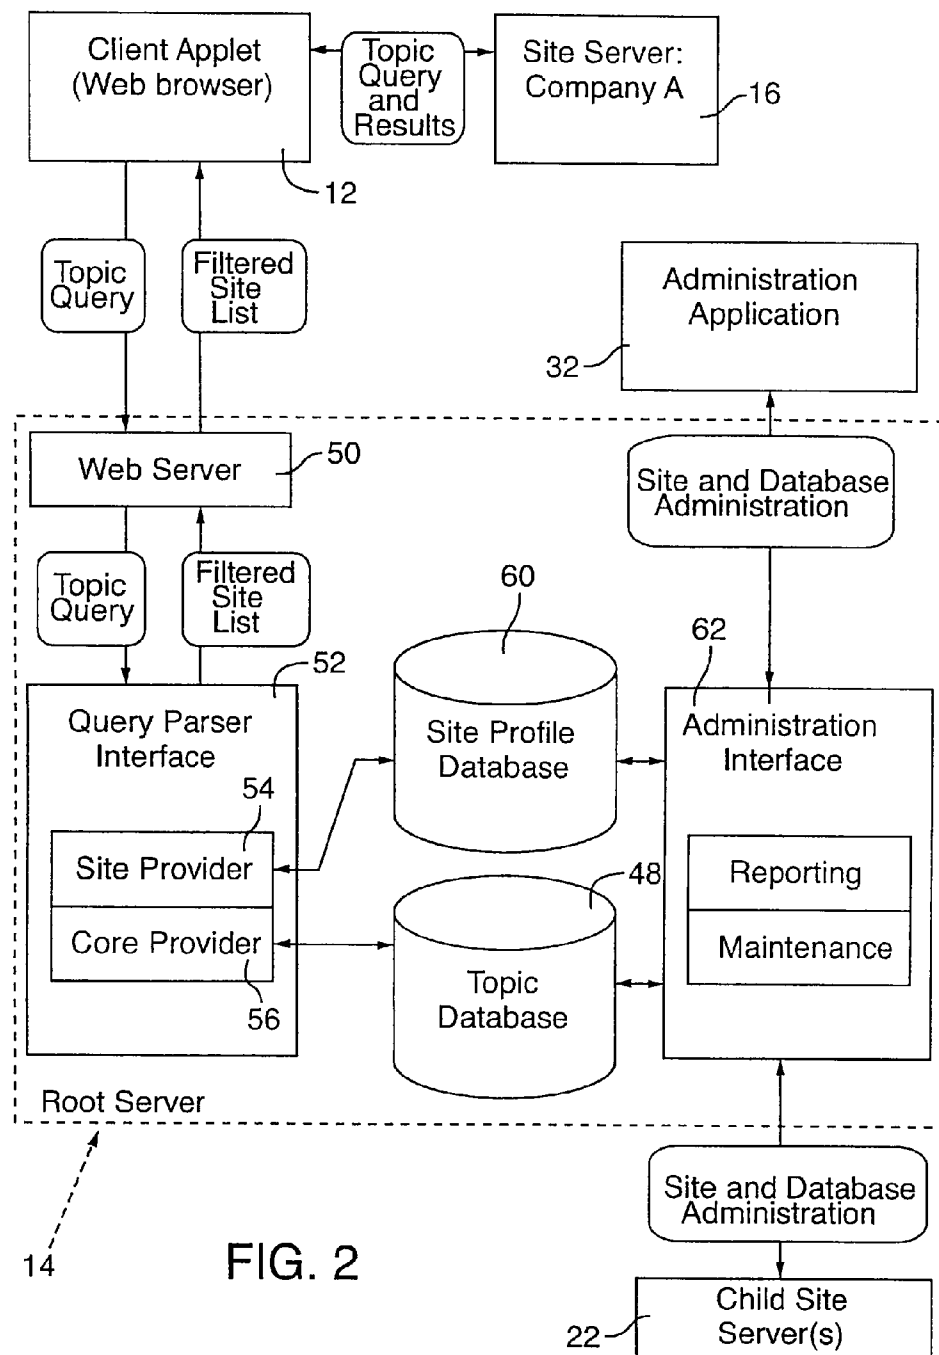 Client Applet
(Web browser)
Topic
Query
and
Results
Site Server:
Company A
16
12
Topic
Query
Filtered
Site
List
Administration
Application
32
Web Server
50
Site and Database
Administration
Topic
Query
Filtered
Site
List
60
52
62
Query Parser
Interface
Site Profile
Database
Administration
Interface
54
Site Provider
48
Reporting
Core Provider
Maintenance
56
Topic
Database
Root Server
Site and Database
Administration
14
FIG. 2
Child Site
Server(s)
22